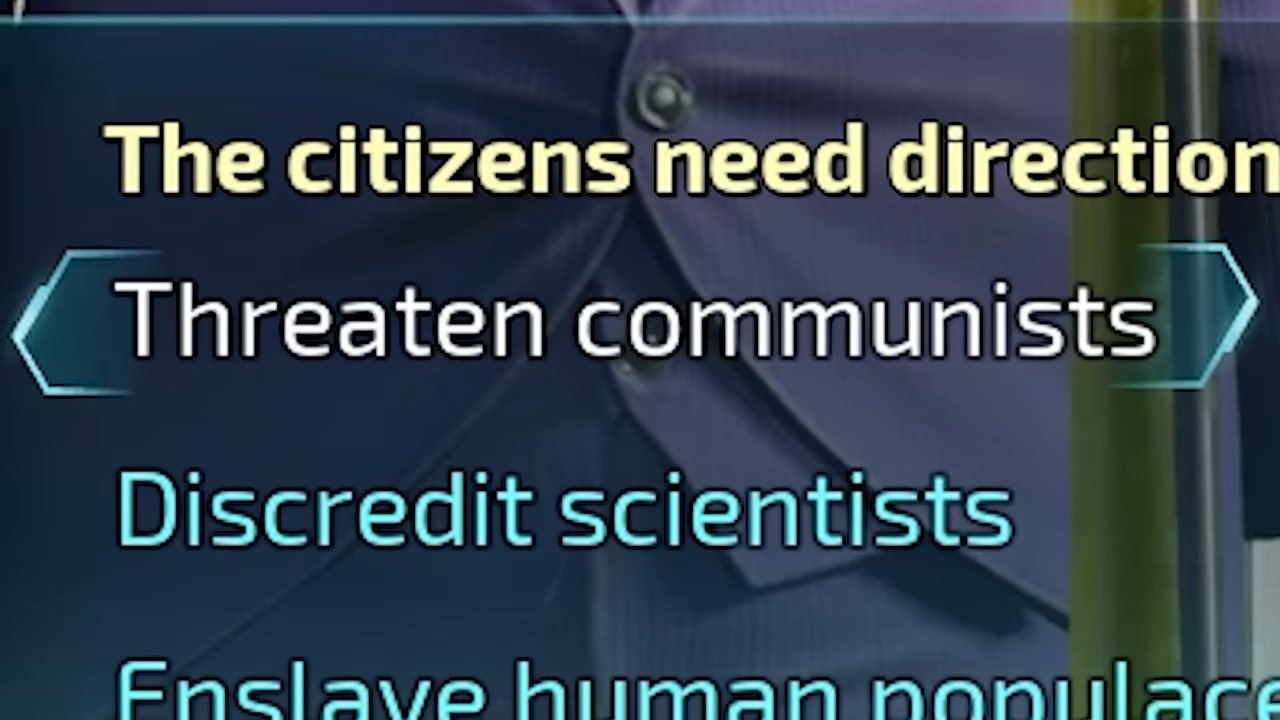 The citizens need direction
Threaten communists
Discredit scientists
Enslave human populace